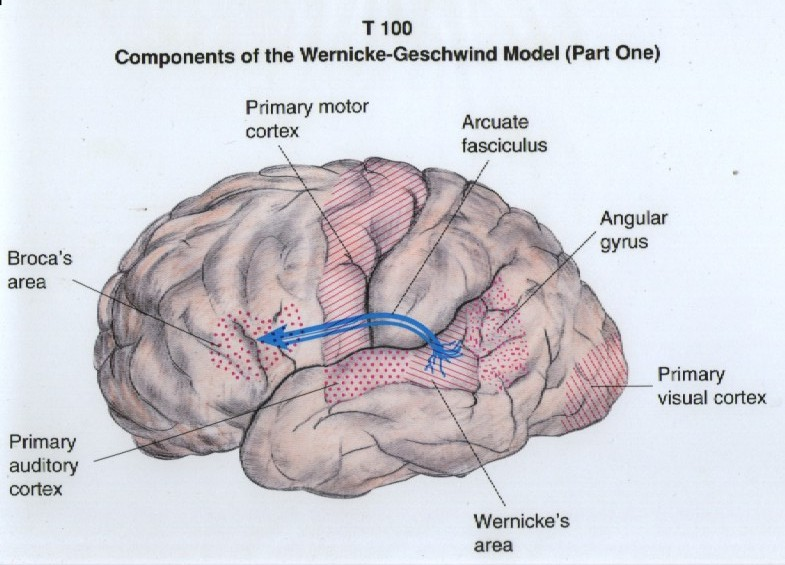 T 100
Components of the Wernicke-Geschwind Model (Part One)
Primary motor
cortex
Arcuate
fasciculus
Angular
gyrus
Broca's
area
Primary
visual cortex
Primary
auditory
cortex
Wernicke's
area